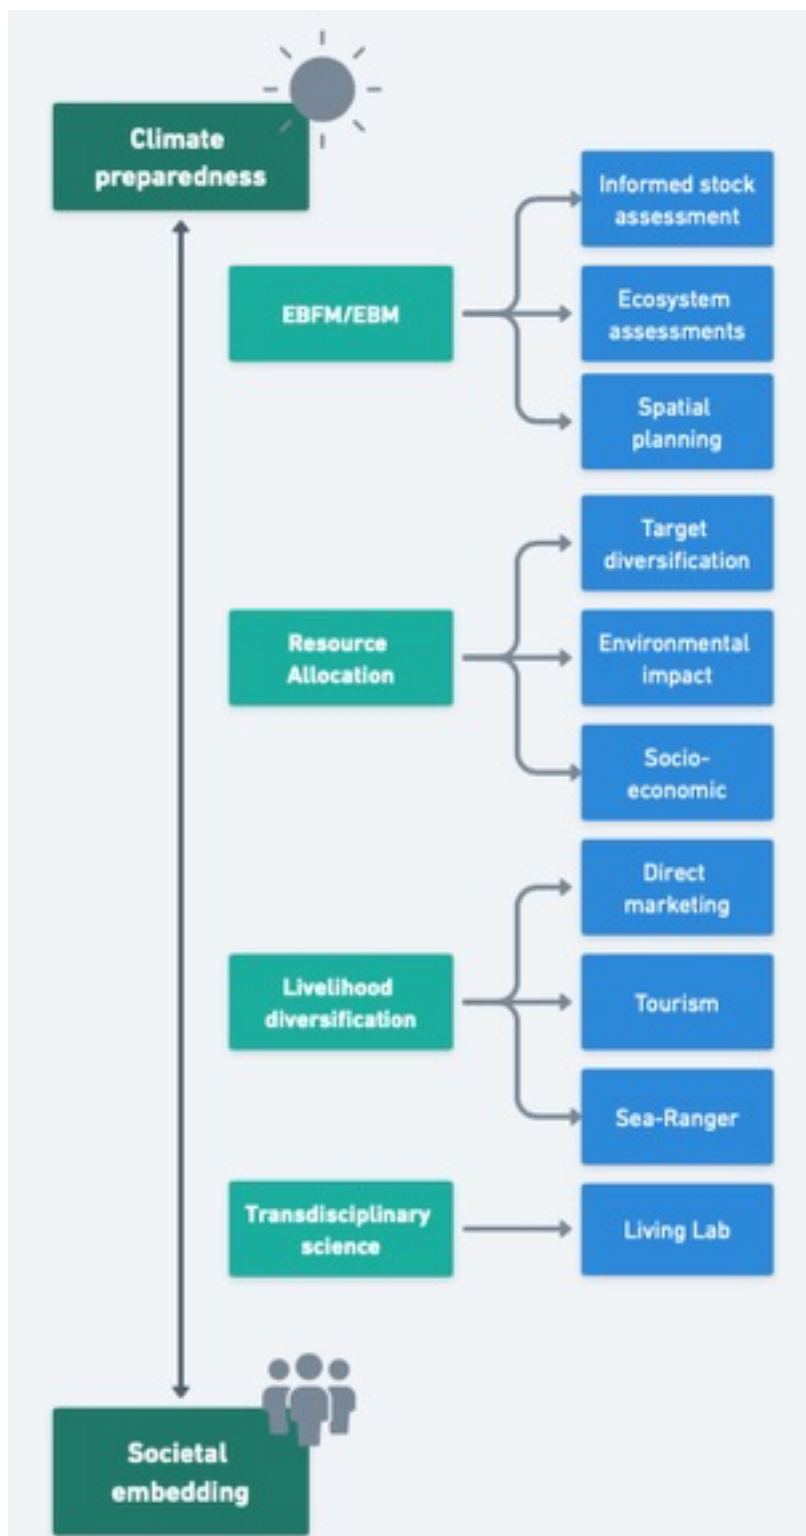 Climate
preparedness
Informed stock
assessment
EBFM/EBM
Ecosystem
assessments
Spatial
planning
Target
diversification
Resource
Allocation
Environmental
impact
Socio-
economic
Direct
marketing
Livelihood
diversification
Tourism
Sea-Ranger
Transdisciplinary
science
Living Lab
Societal
embedding